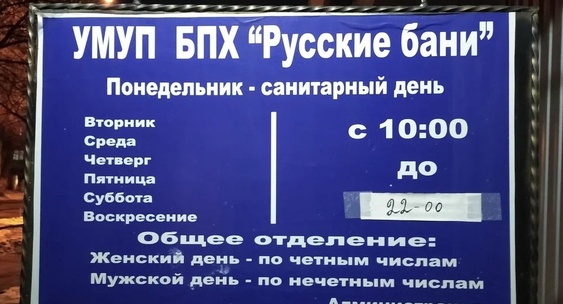 УМУП БПХ “Русские бани”
Понедельник - санитарный день
Вторник
Среда
Четверг
Пятница
Суббота
Воскресение
с 10:00
до
22-00
Общее отделение:
Женский день - по четным числам
Мужской день - по нечетным числам